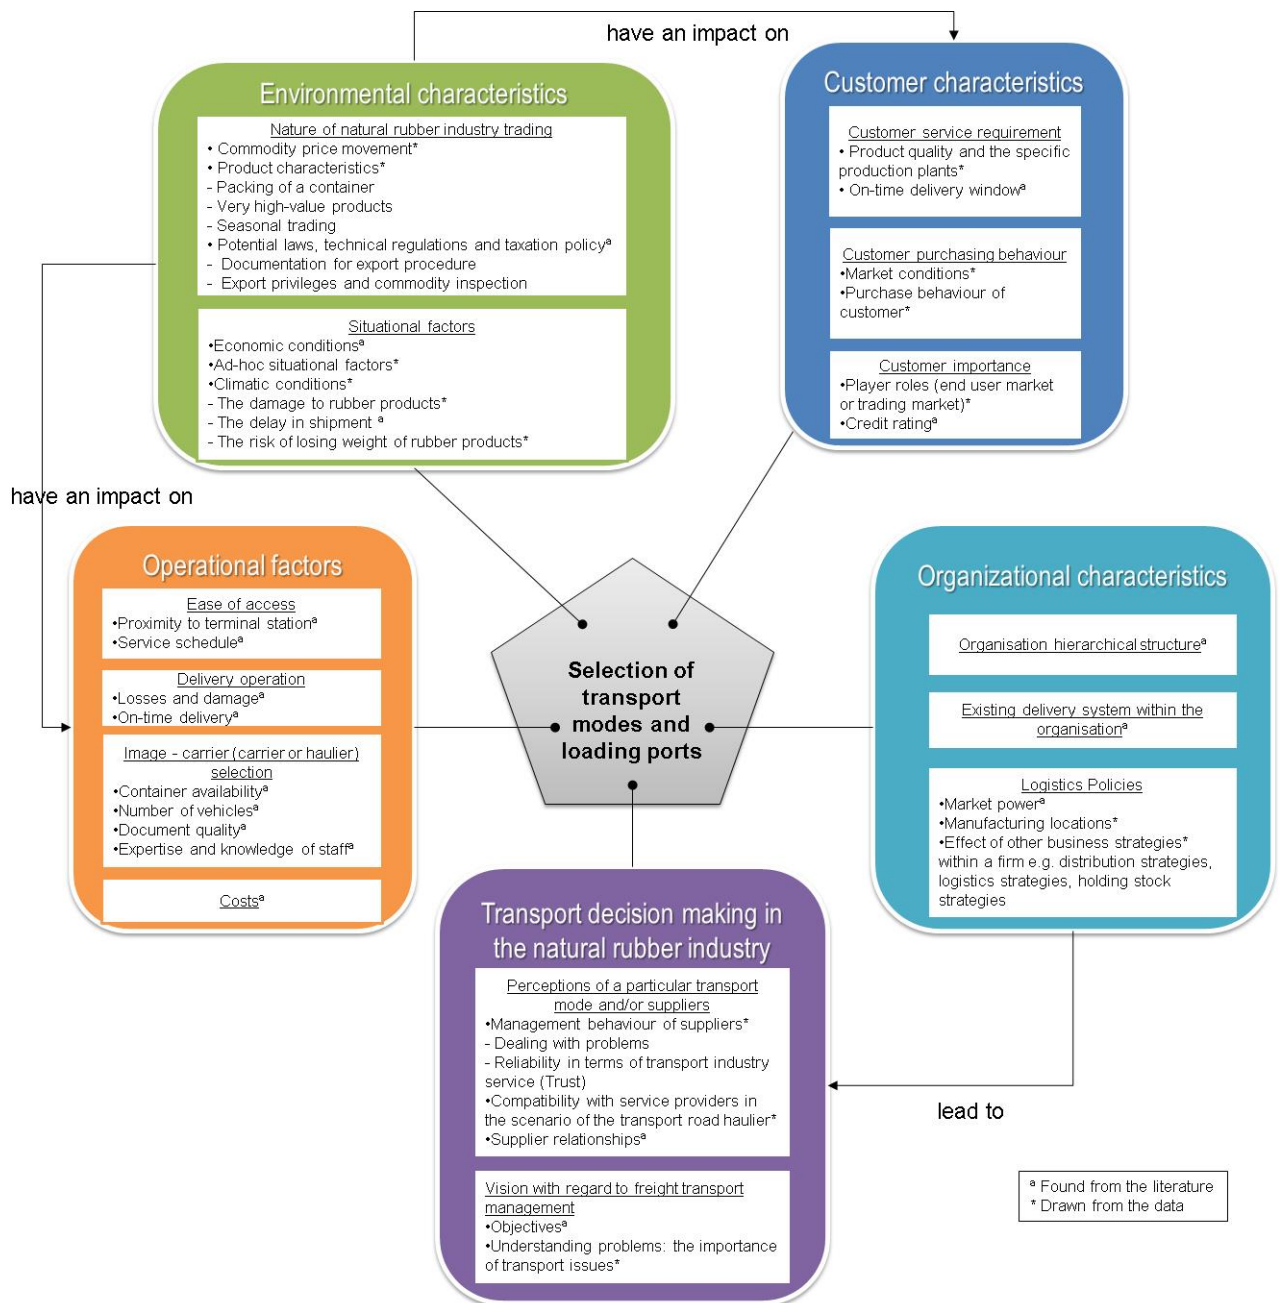 have an impact on
Environmental characteristics
Nature of natural rubber industry trading
• Commodity price movement*
• Product characteristics*
- Packing of a container
- Very high-value products
- Seasonal trading
• Potential laws, technical regulations and taxation policyª
- Documentation for export procedure
- Export privileges and commodity inspection
Situational factors
•Economic conditionsª
•Ad-hoc situational factors*
•Climatic conditions*
- The damage to rubber products*
- The delay in shipment ª
- The risk of losing weight of rubber products*
Customer characteristics
Customer service requirement
• Product quality and the specific
production plants*
• On-time delivery windowª
Customer purchasing behaviour
•Market conditions*
•Purchase behaviour of
customer*
Customer importance
•Player roles (end user market
or trading market)*
•Credit ratingª
have an impact on
Operational factors
Ease of access
•Proximity to terminal stationª
•Service scheduleª
Delivery operation
•Losses and damageª
•On-time deliveryª
Image - carrier (carrier or haulier)
selection
•Container availabilityª
•Number of vehiclesª
•Document qualityª
•Expertise and knowledge of staffª
Costsª
Selection of
transport
modes and
loading ports
Organizational characteristics
Organisation hierarchical structureª
Existing delivery system within the
organisationª
Logistics Policies
•Market powerª
•Manufacturing locations*
•Effect of other business strategies*
within a firm e.g. distribution strategies,
logistics strategies, holding stock
strategies
Transport decision making in
the natural rubber industry
Perceptions of a particular transport
mode and/or suppliers
•Management behaviour of suppliers*
- Dealing with problems
- Reliability in terms of transport industry
service (Trust)
•Compatibility with service providers in
the scenario of the transport road haulier*
•Supplier relationshipsª
Vision with regard to freight transport
management
•Objectivesª
•Understanding problems: the importance
of transport issues*
lead to
ª Found from the literature
* Drawn from the data